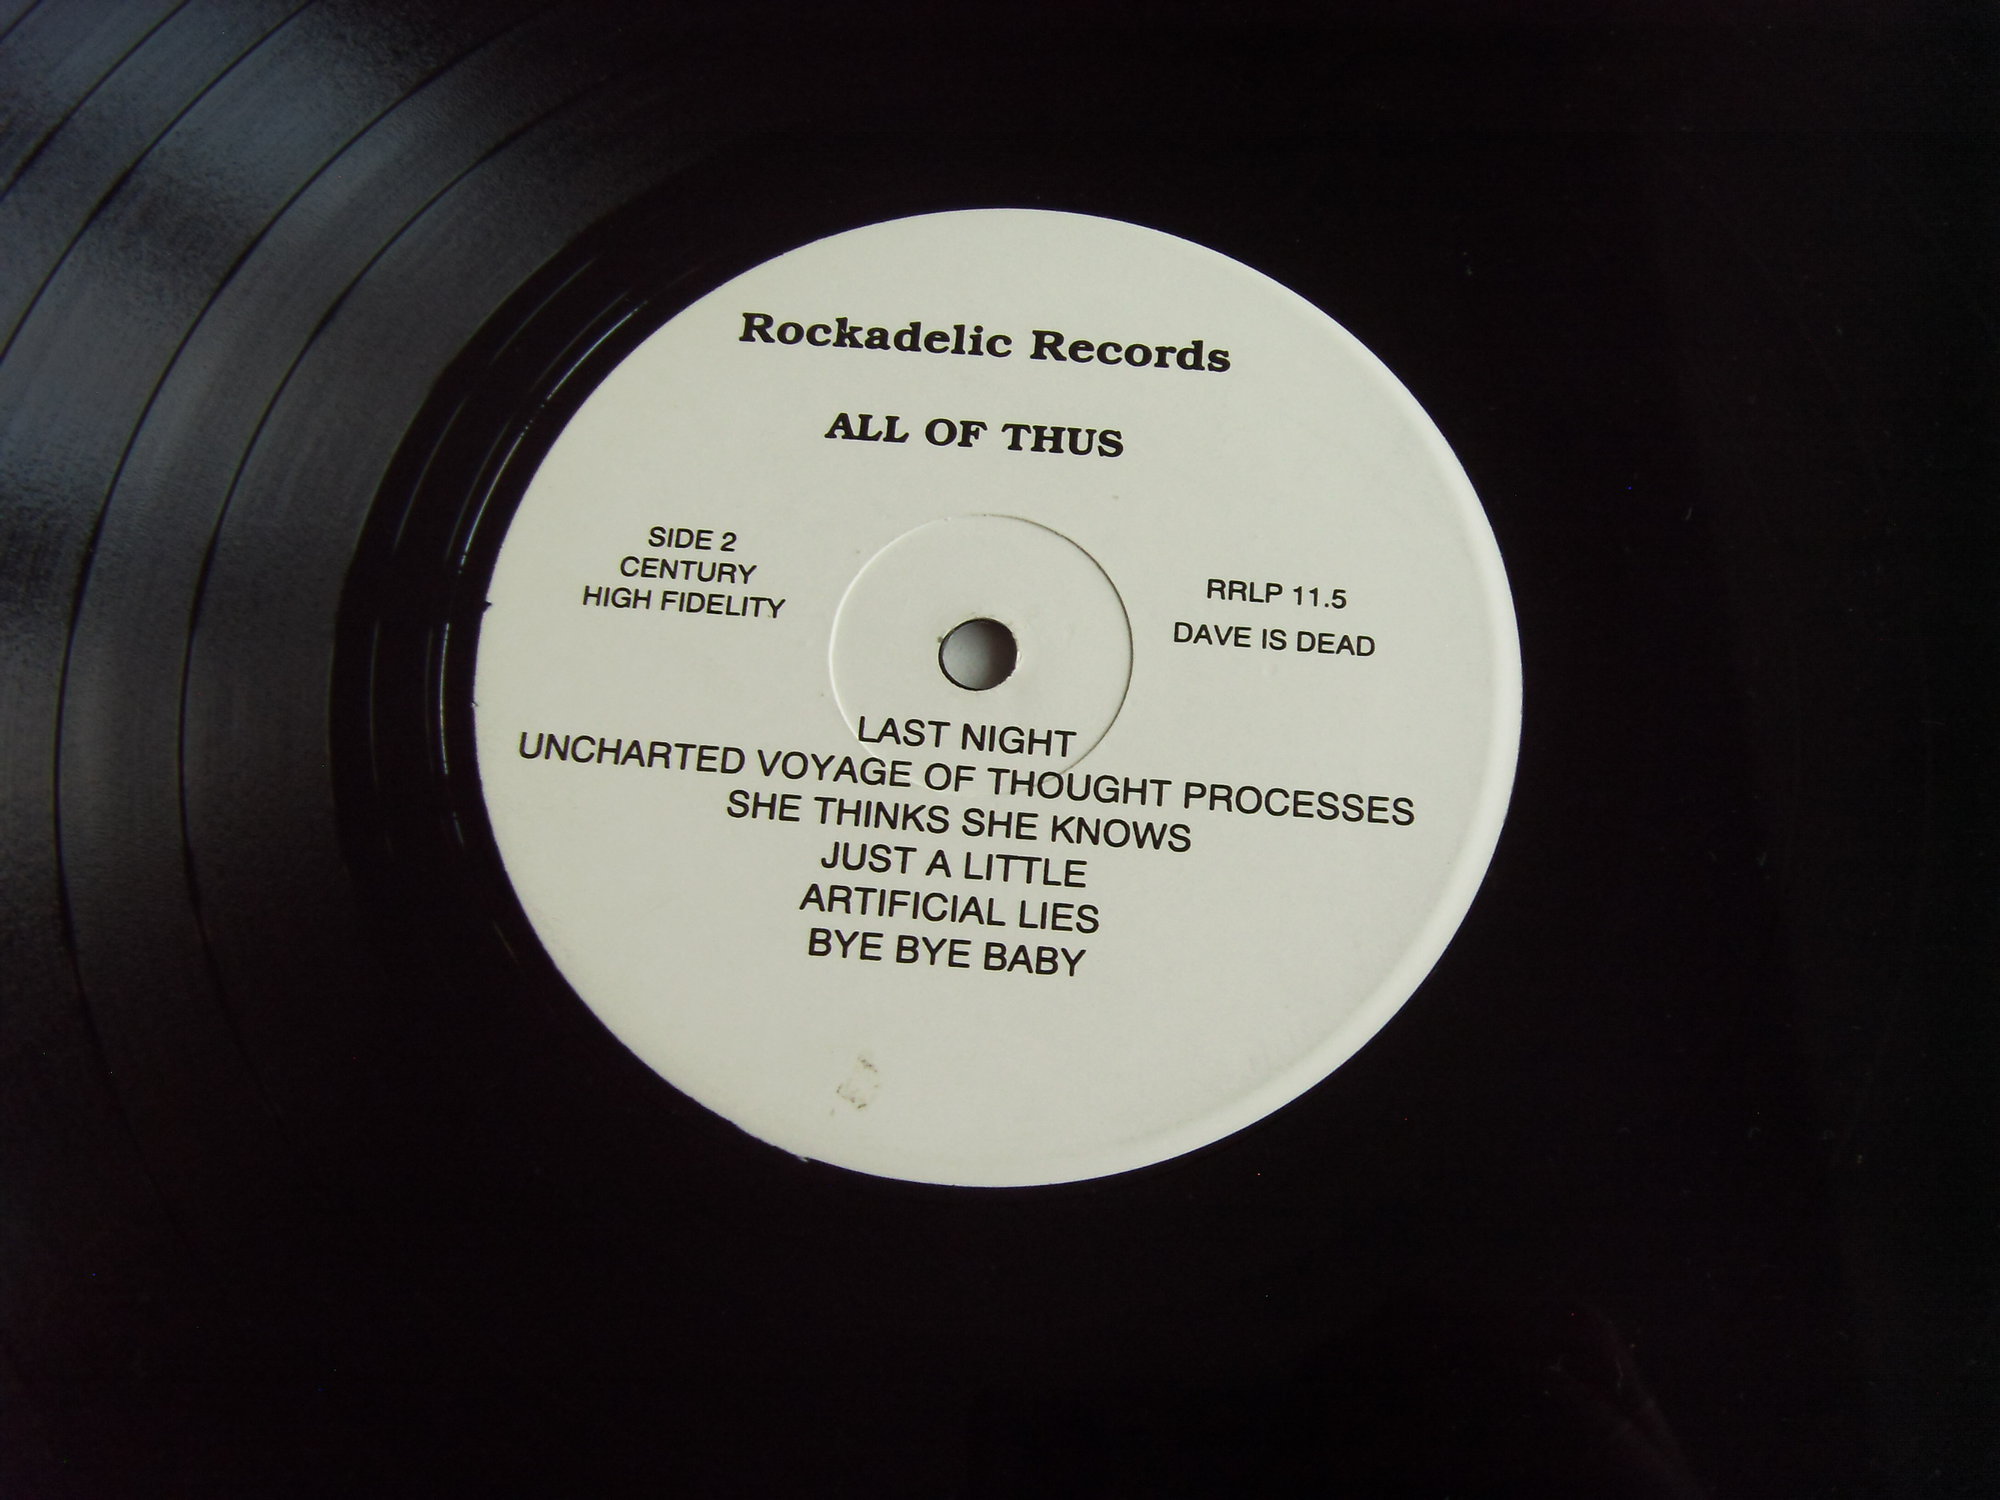 Rockadelic Records
ALL OF THUS
SIDE 2
CENTURY
HIGH FIDELITY
RRLP 11.5
DAVE IS DEAD
LAST NIGHT
UNCHARTED VOYAGE OF THOUGHT PROCESSES
SHE THINKS SHE KNOWS
JUST A LITTLE
ARTIFICIAL LIES
BYE BYE BABY